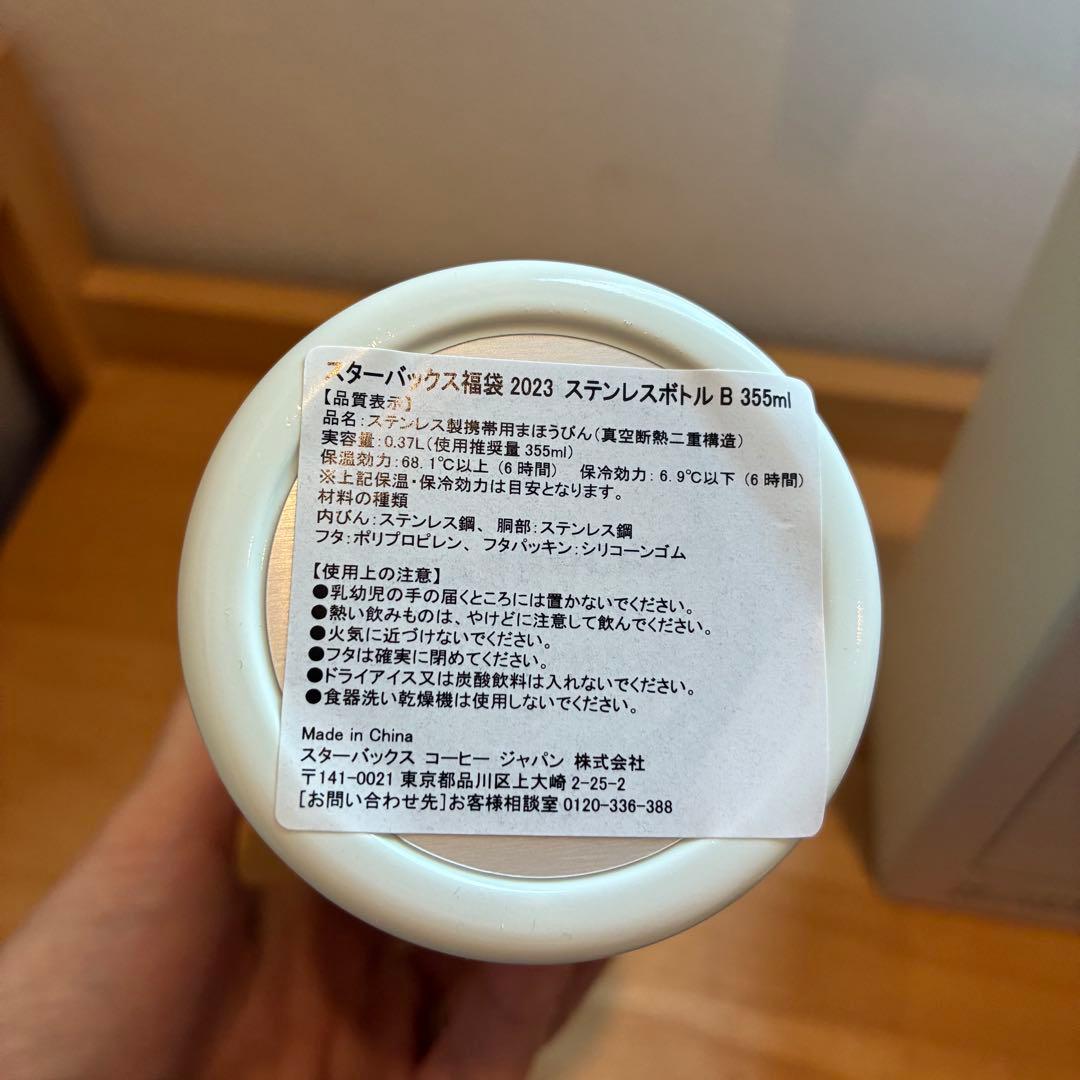 スターバックス福袋 2023 ステンレスボトル B 355ml
【品質表示】
品名：ステンレス製携帯用まほうびん（真空断熱二重構造）
実容量：0.37L（使用推奨量 355ml）
保温効力：68.1℃以上（6 時間） 保冷効力：6.9℃以下（6 時間）
※上記保温・保冷効力は目安となります。
材料の種類
内びん：ステンレス鋼、 胴部：ステンレス鋼
フタ：ポリプロピレン、 フタパッキン：シリコーンゴム
【使用上の注意】
●乳幼児の手の届くところには置かないでください。
●熱い飲みものは、やけどに注意して飲んでください。
●火気に近づけないでください。
●フタは確実に閉めてください。
●ドライアイス又は炭酸飲料は入れないでください。
●食器洗い乾燥機は使用しないでください。
Made in China
スターバックス コーヒー ジャパン 株式会社
〒141-0021 東京都品川区上大崎 2-25-2
[お問い合わせ先]お客様相談室 0120-336-388